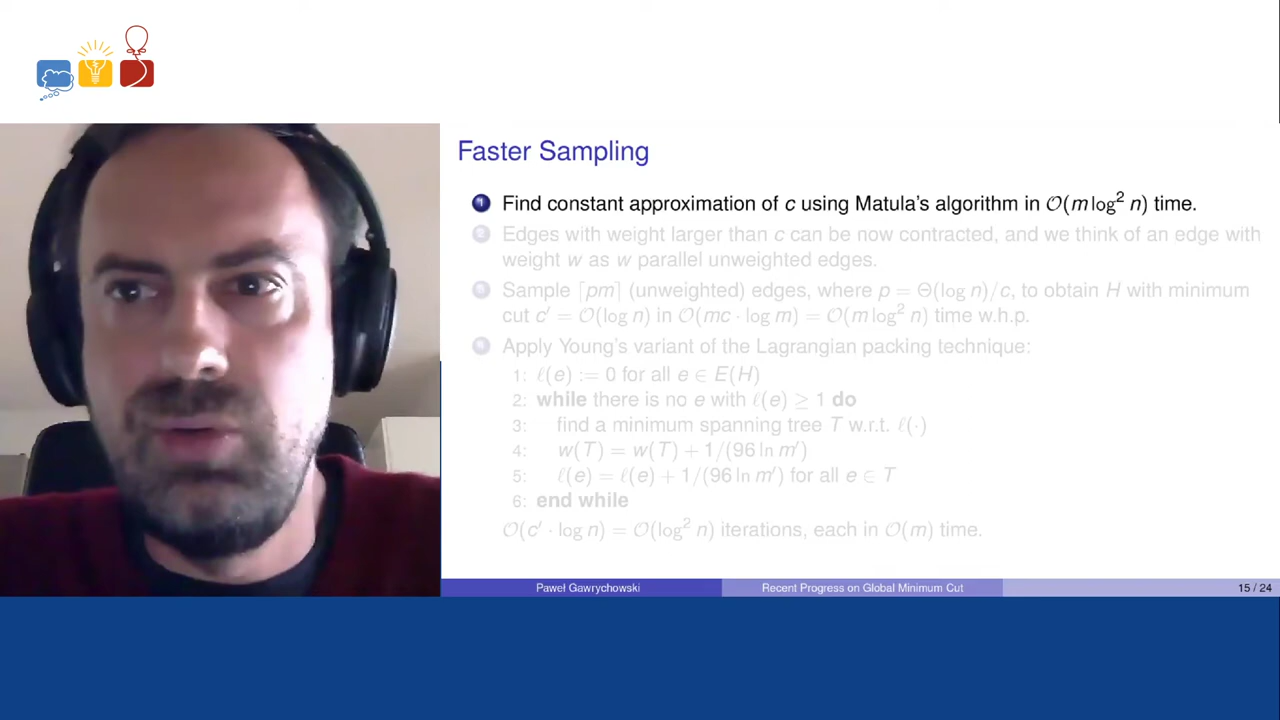 Faster Sampling
1 Find constant approximation of c using Matula's algorithm in O(m log² n) time.
2 Edges with weight larger than c can be now contracted, and we think of an edge with
weight w as w parallel unweighted edges.
3 Sample ⌈pm⌉ (unweighted) edges, where p = Θ(log n)/c, to obtain H with minimum
cut c′ = O(log n) in O(mc · log m) = O(m log² n) time w.h.p.
4 Apply Young's variant of the Lagrangian packing technique:
1: ℓ(e) := 0 for all e ∈ E(H)
2: while there is no e with ℓ(e) ≥ 1 do
3: find a minimum spanning tree T w.r.t. ℓ(·)
4: w(T) = w(T) + 1/(96 ln m′)
5: ℓ(e) = ℓ(e) + 1/(96 ln m′) for all e ∈ T
6: end while
O(c′ · log n) = O(log² n) iterations, each in O(m) time.
Paweł Gawrychowski
Recent Progress on Global Minimum Cut
15 / 24